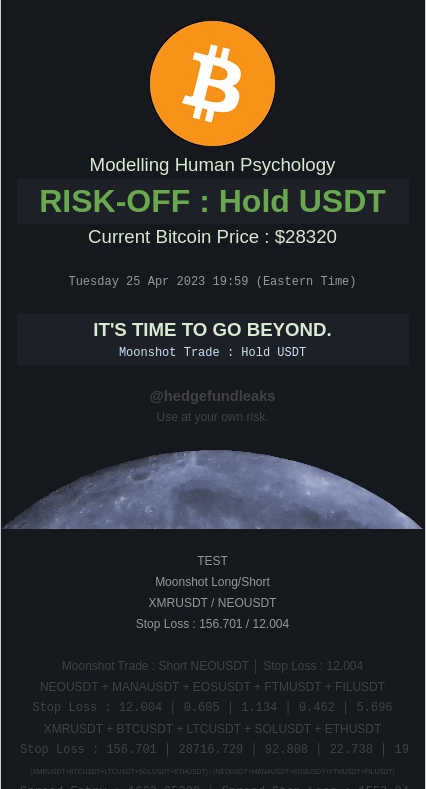 Modelling Human Psychology
RISK-OFF : Hold USDT
Current Bitcoin Price : $28320
Tuesday 25 Apr 2023 19:59 (Eastern Time)
IT'S TIME TO GO BEYOND.
Moonshot Trade : Hold USDT
@hedgefundleaks
Use at your own risk.
TEST
Moonshot Long/Short
XMRUSDT / NEOUSDT
Stop Loss : 156.701 / 12.004
Moonshot Trade : Short NEOUSDT | Stop Loss : 12.004
NEOUSDT + MANAUSDT + EOSUSDT + FTMUSDT + FILUSDT
Stop Loss : 12.004 | 0.605 | 1.134 | 0.462 | 5.696
XMRUSDT + BTCUSDT + LTCUSDT + SOLUSDT + ETHUSDT
Stop Loss : 156.701 | 28716.729 | 92.808 | 22.738 | 19
(XMRUSDT+BTCUSDT+LTCUSDT+SOLUSDT+ETHUSDT) / (NEOUSDT+MANAUSDT+EOSUSDT+FTMUSDT+FILUSDT)